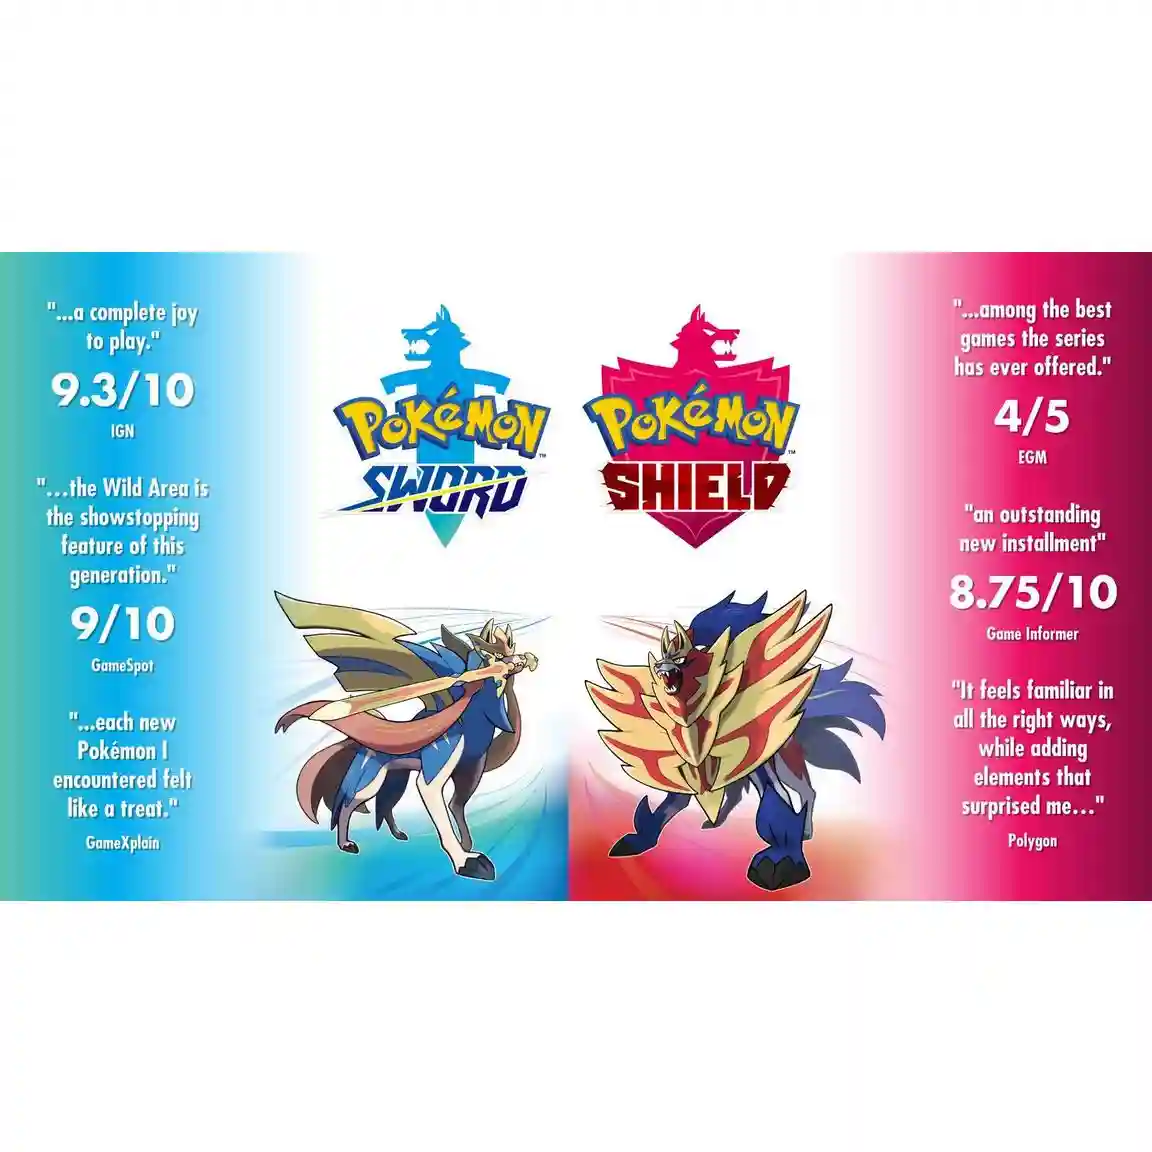 "...a complete joy
to play."
9.3/10
IGN
"...the Wild Area is
the showstopping
feature of this
generation."
9/10
GameSpot
"...each new
Pokémon I
encountered felt
like a treat."
GameXplain
POKéMON™
SWORD
POKéMON™
SHIELD
"...among the best
games the series
has ever offered."
4/5
EGM
"an outstanding
new installment"
8.75/10
Game Informer
"It feels familiar in
all the right ways,
while adding
elements that
surprised me..."
Polygon